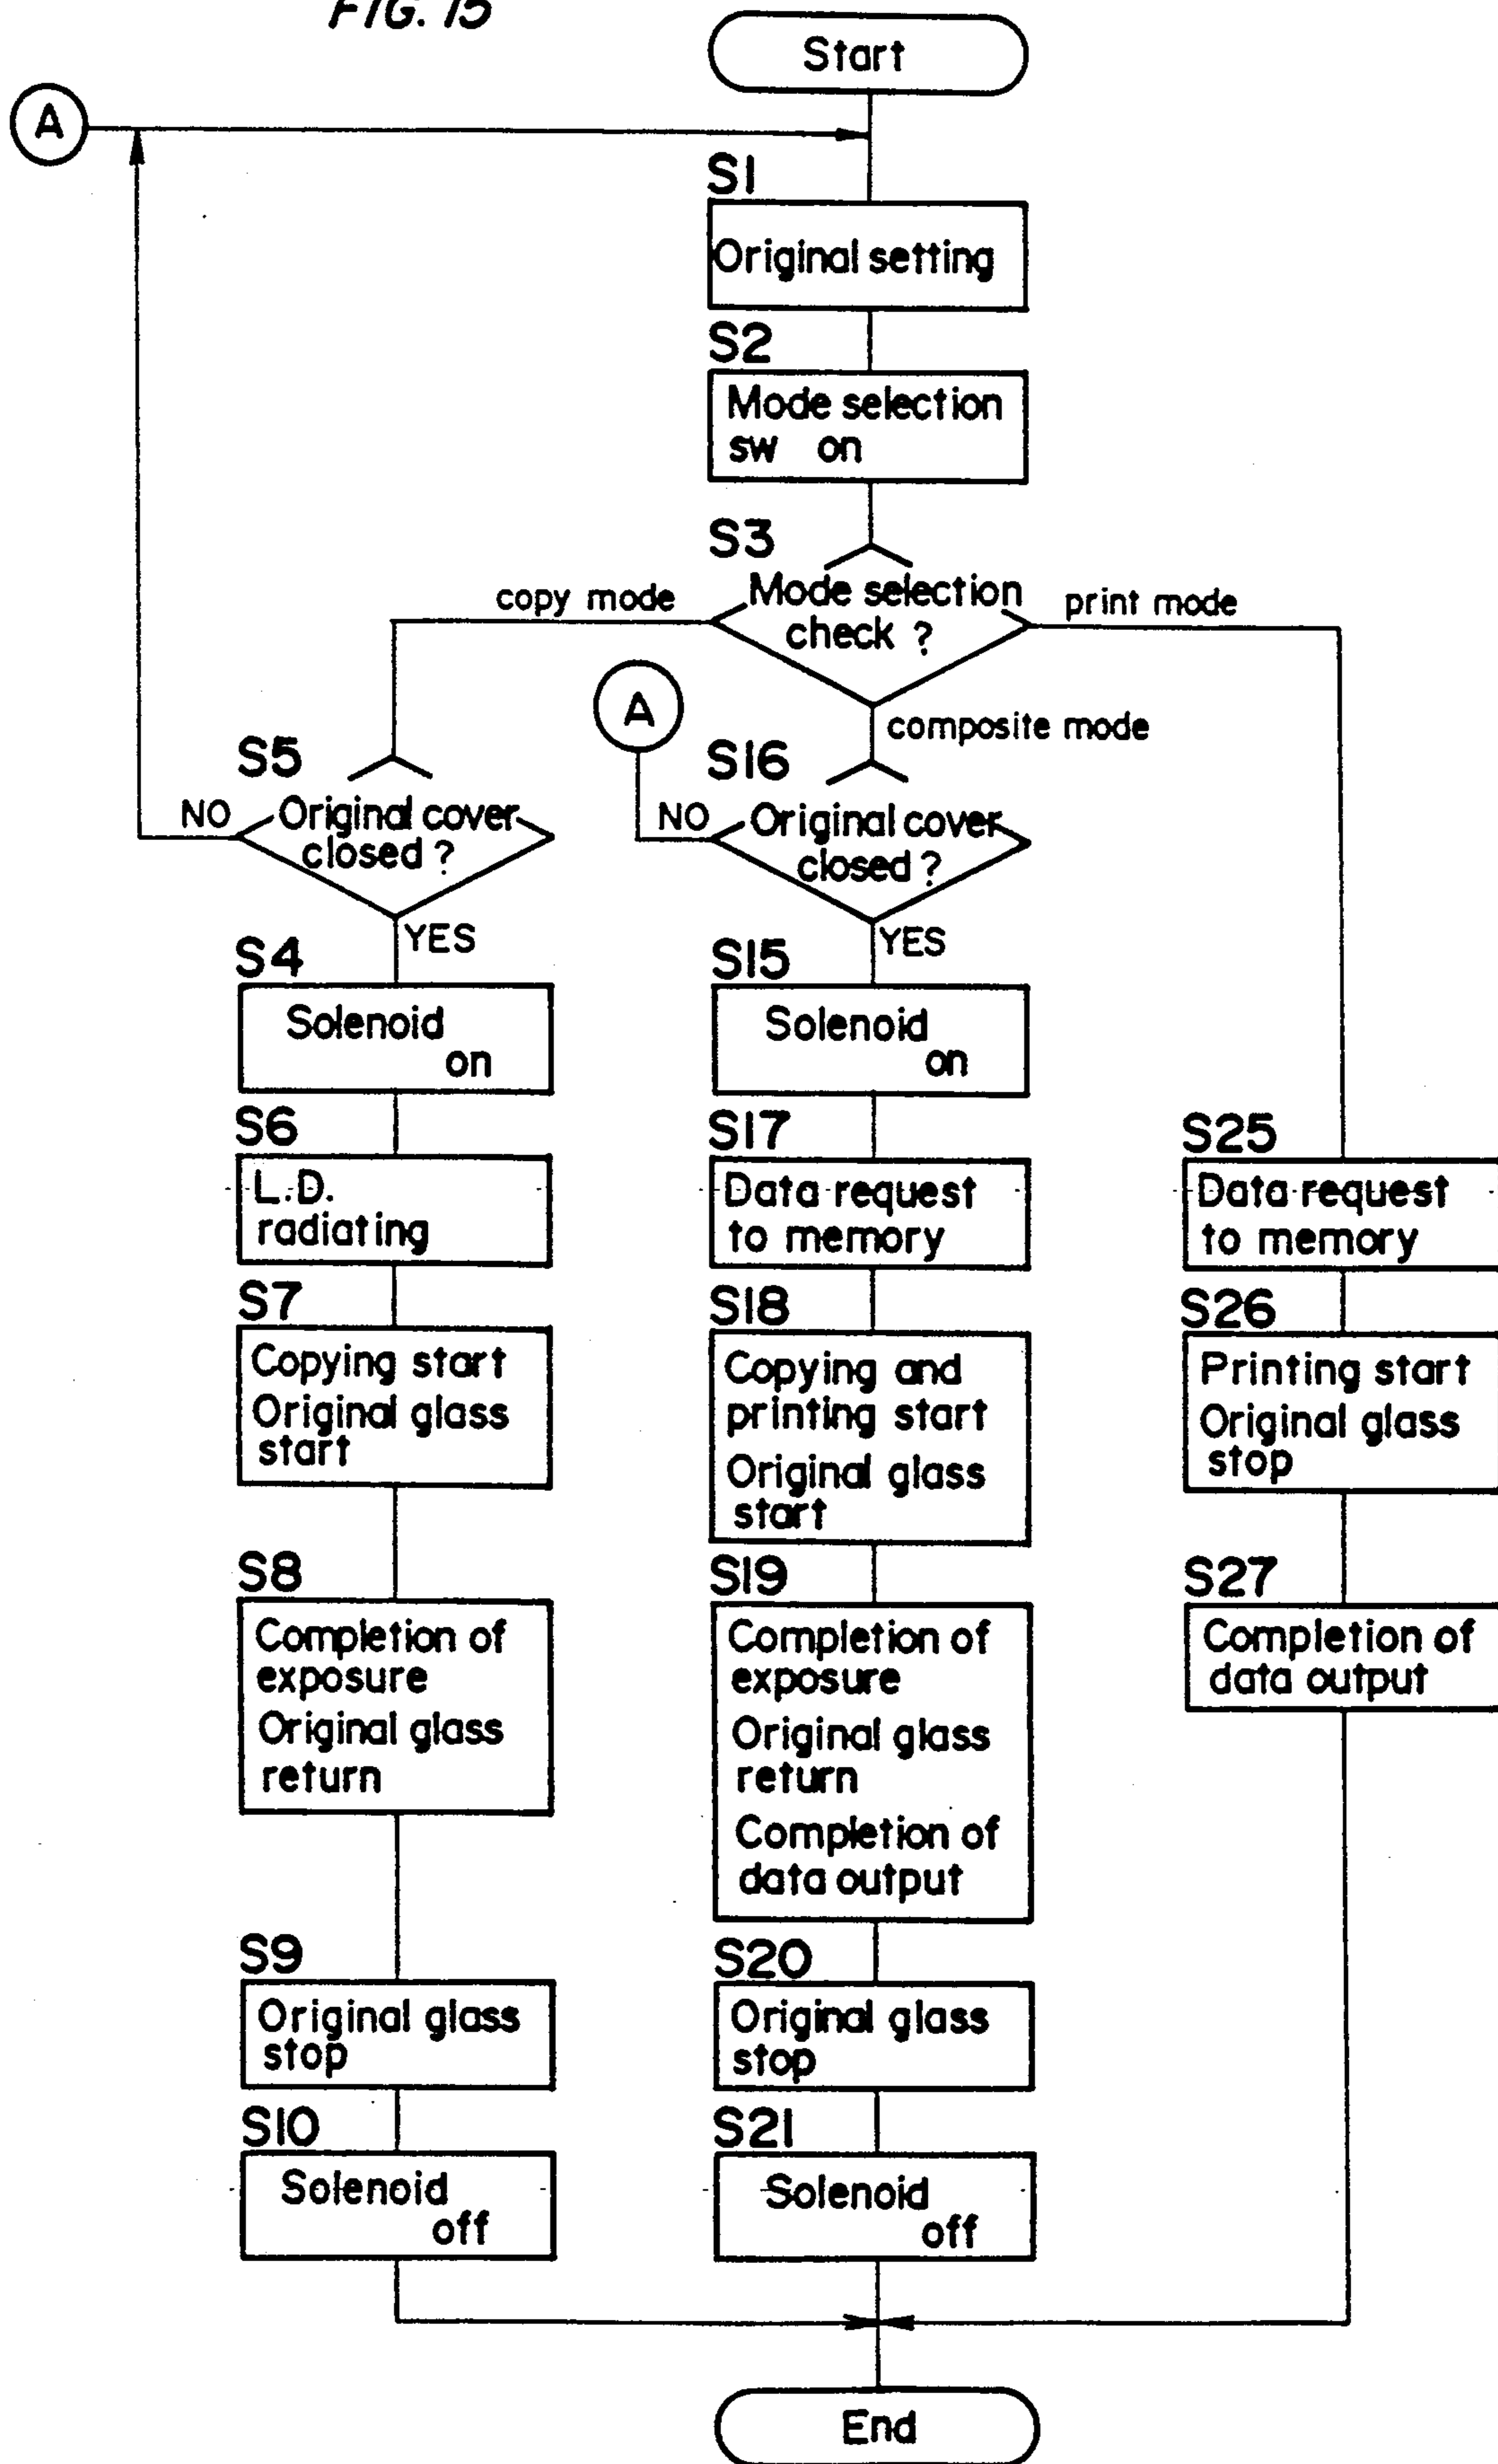 FIG. 15
Start
A
S1
Original setting
S2
Mode selection
sw on
S3
Mode selection
check ?
copy mode
print mode
composite mode
A
S5
Original cover
closed ?
NO
YES
S4
Solenoid
on
S6
L.D.
radiating
S7
Copying start
Original glass
start
S8
Completion of
exposure
Original glass
return
S9
Original glass
stop
S10
Solenoid
off
S16
Original cover
closed ?
NO
YES
S15
Solenoid
on
S17
Data request
to memory
S18
Copying and
printing start
Original glass
start
S19
Completion of
exposure
Original glass
return
Completion of
data output
S20
Original glass
stop
S21
Solenoid
off
S25
Data request
to memory
S26
Printing start
Original glass
stop
S27
Completion of
data output
End